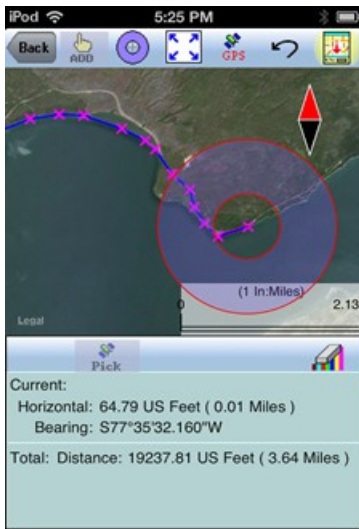 iPod 5:25 PM
Back ADD GPS
(1 In:Miles)
0 2.13
Legal
Pick
Current:
Horizontal: 64.79 US Feet ( 0.01 Miles )
Bearing: S77°35'32.160"W
Total: Distance: 19237.81 US Feet ( 3.64 Miles )